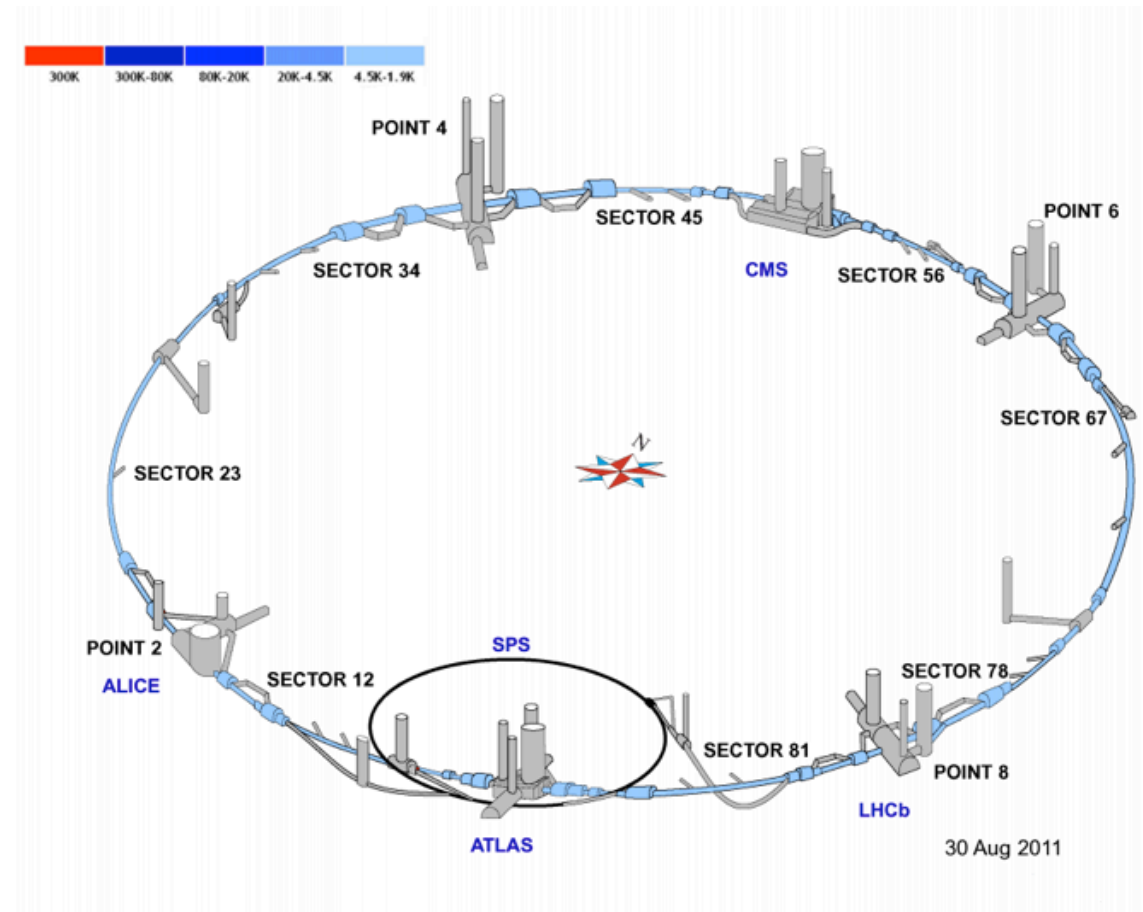 300K
300K-80K
80K-20K
20K-4.5K
4.5K-1.9K
POINT 4
SECTOR 45
POINT 6
SECTOR 34
CMS
SECTOR 56
SECTOR 67
N
SECTOR 23
SPS
POINT 2
ALICE
SECTOR 12
SECTOR 78
SECTOR 81
POINT 8
LHCb
ATLAS
30 Aug 2011